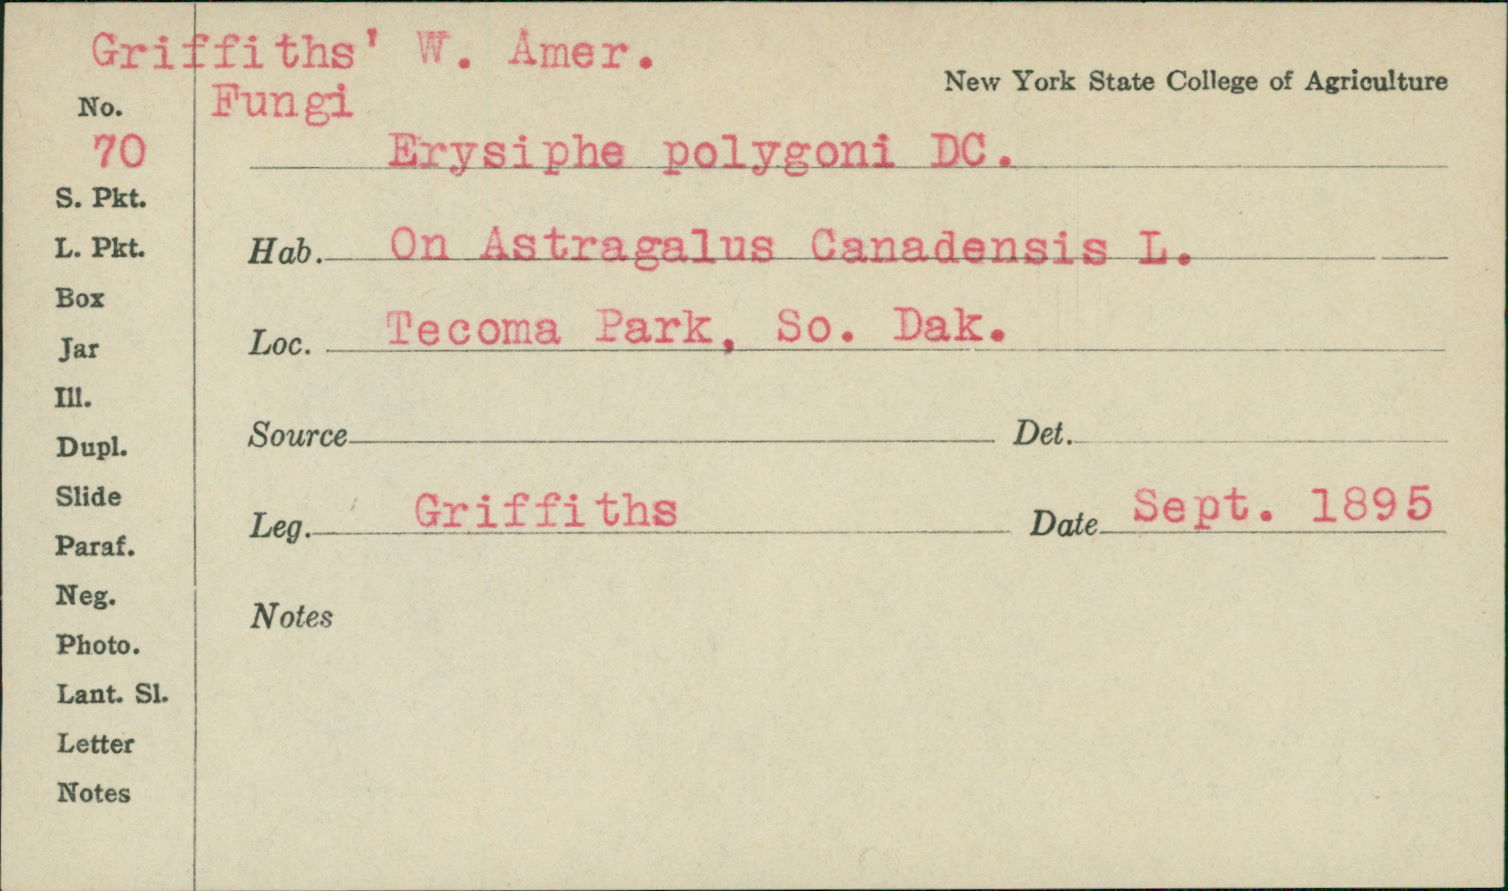 Griffiths' W. Amer.
New York State College of Agriculture
No. Fungi
70 Erysiphe polygoni DC.
S. Pkt.
L. Pkt.
Hab. On Astragalus Canadensis L.
Box
Jar
Loc. Tecoma Park, So. Dak.
Ill.
Dupl.
Source Det.
Slide
Leg. Griffiths Date Sept. 1895
Paraf.
Neg.
Notes
Photo.
Lant. Sl.
Letter
Notes